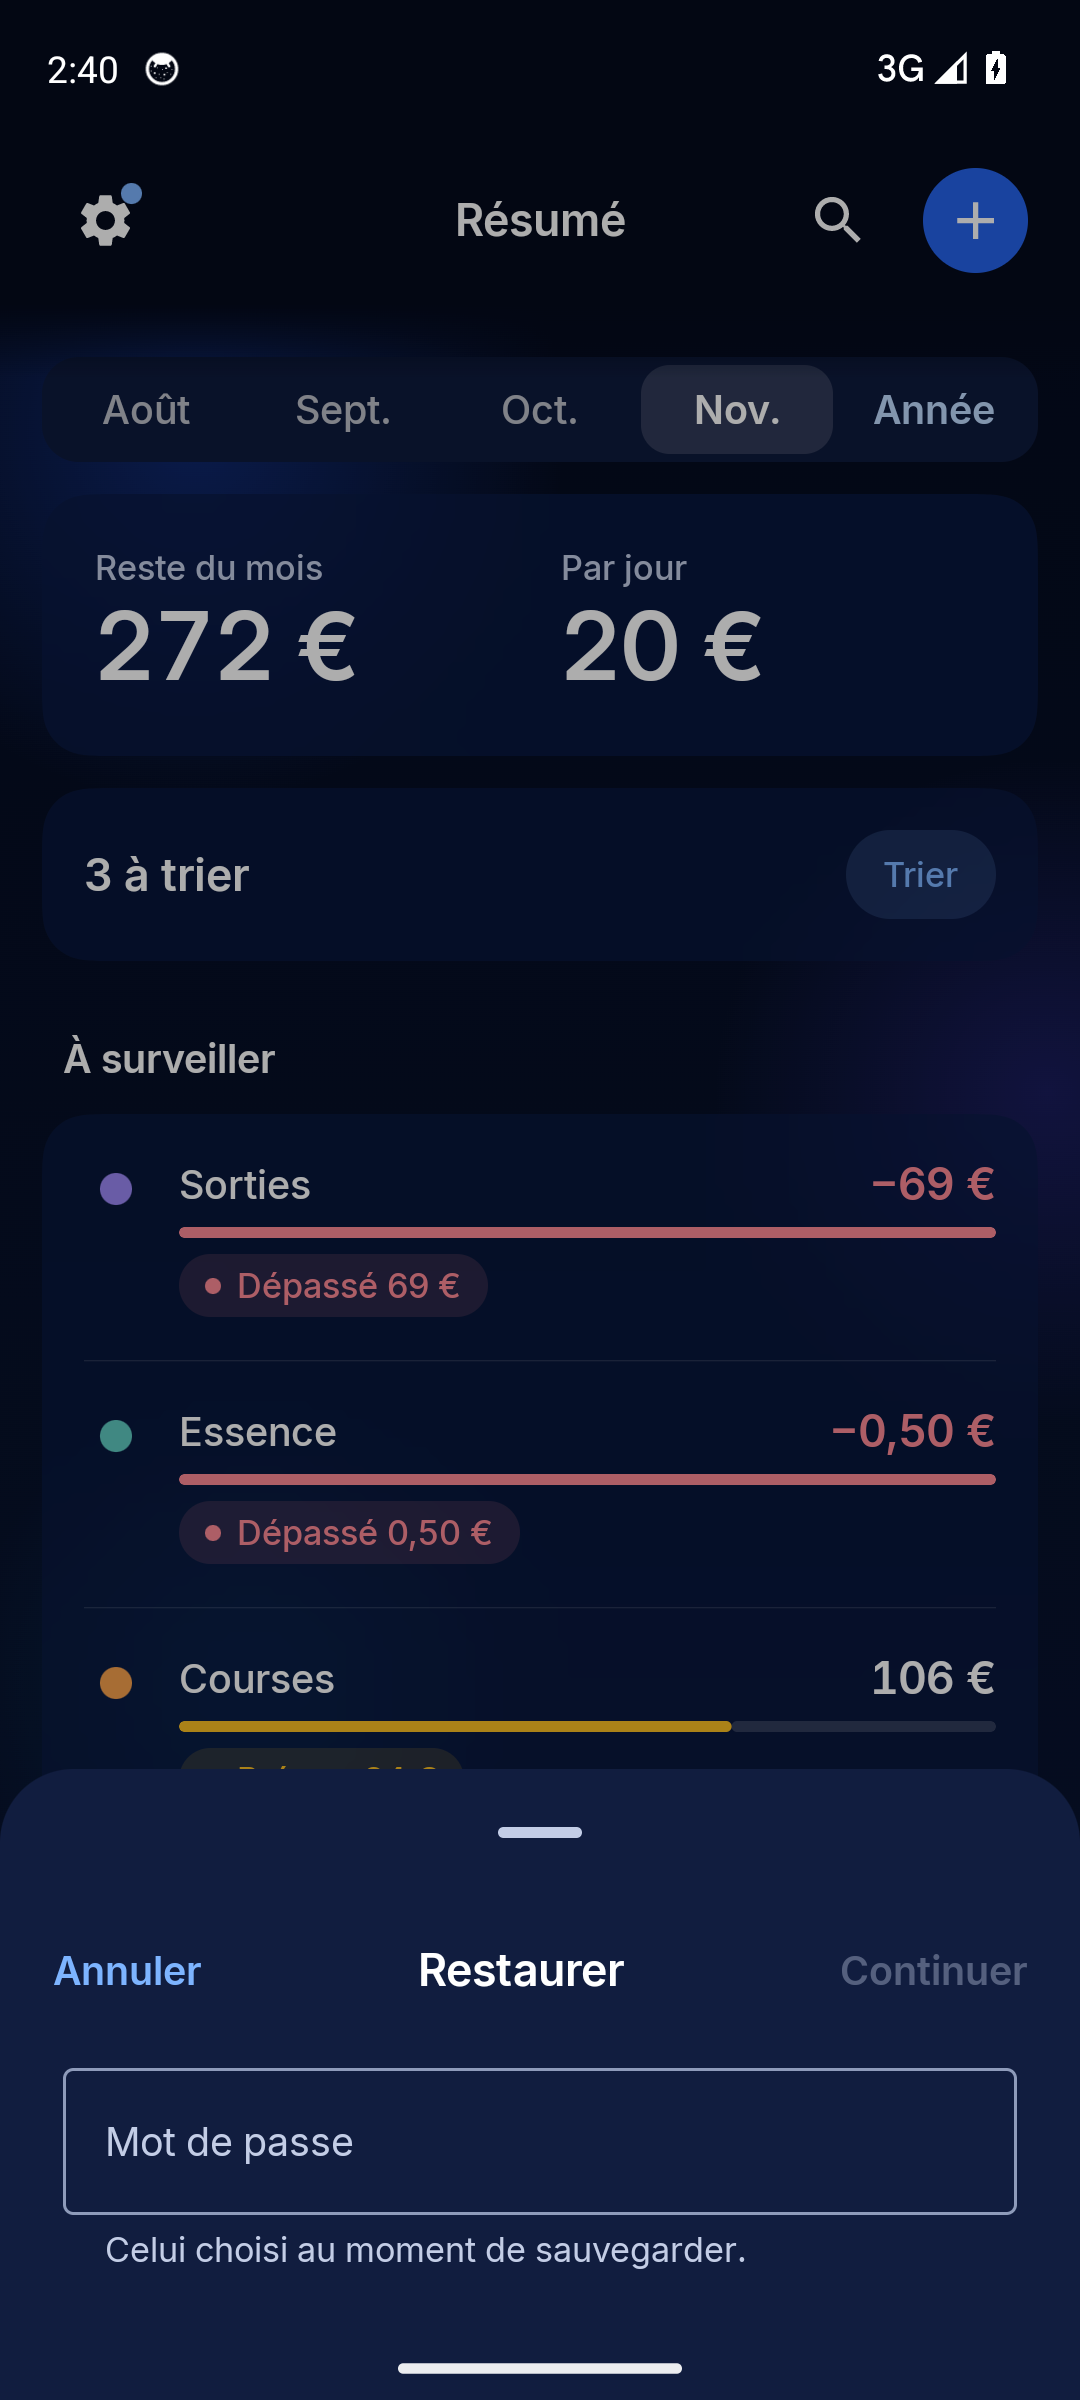 2:40
3G
Résumé
Août Sept. Oct. Nov. Année
Reste du mois Par jour
272 € 20 €
3 à trier Trier
À surveiller
Sorties −69 €
Dépassé 69 €
Essence −0,50 €
Dépassé 0,50 €
Courses 106 €
Annuler Restaurer Continuer
Mot de passe
Celui choisi au moment de sauvegarder.